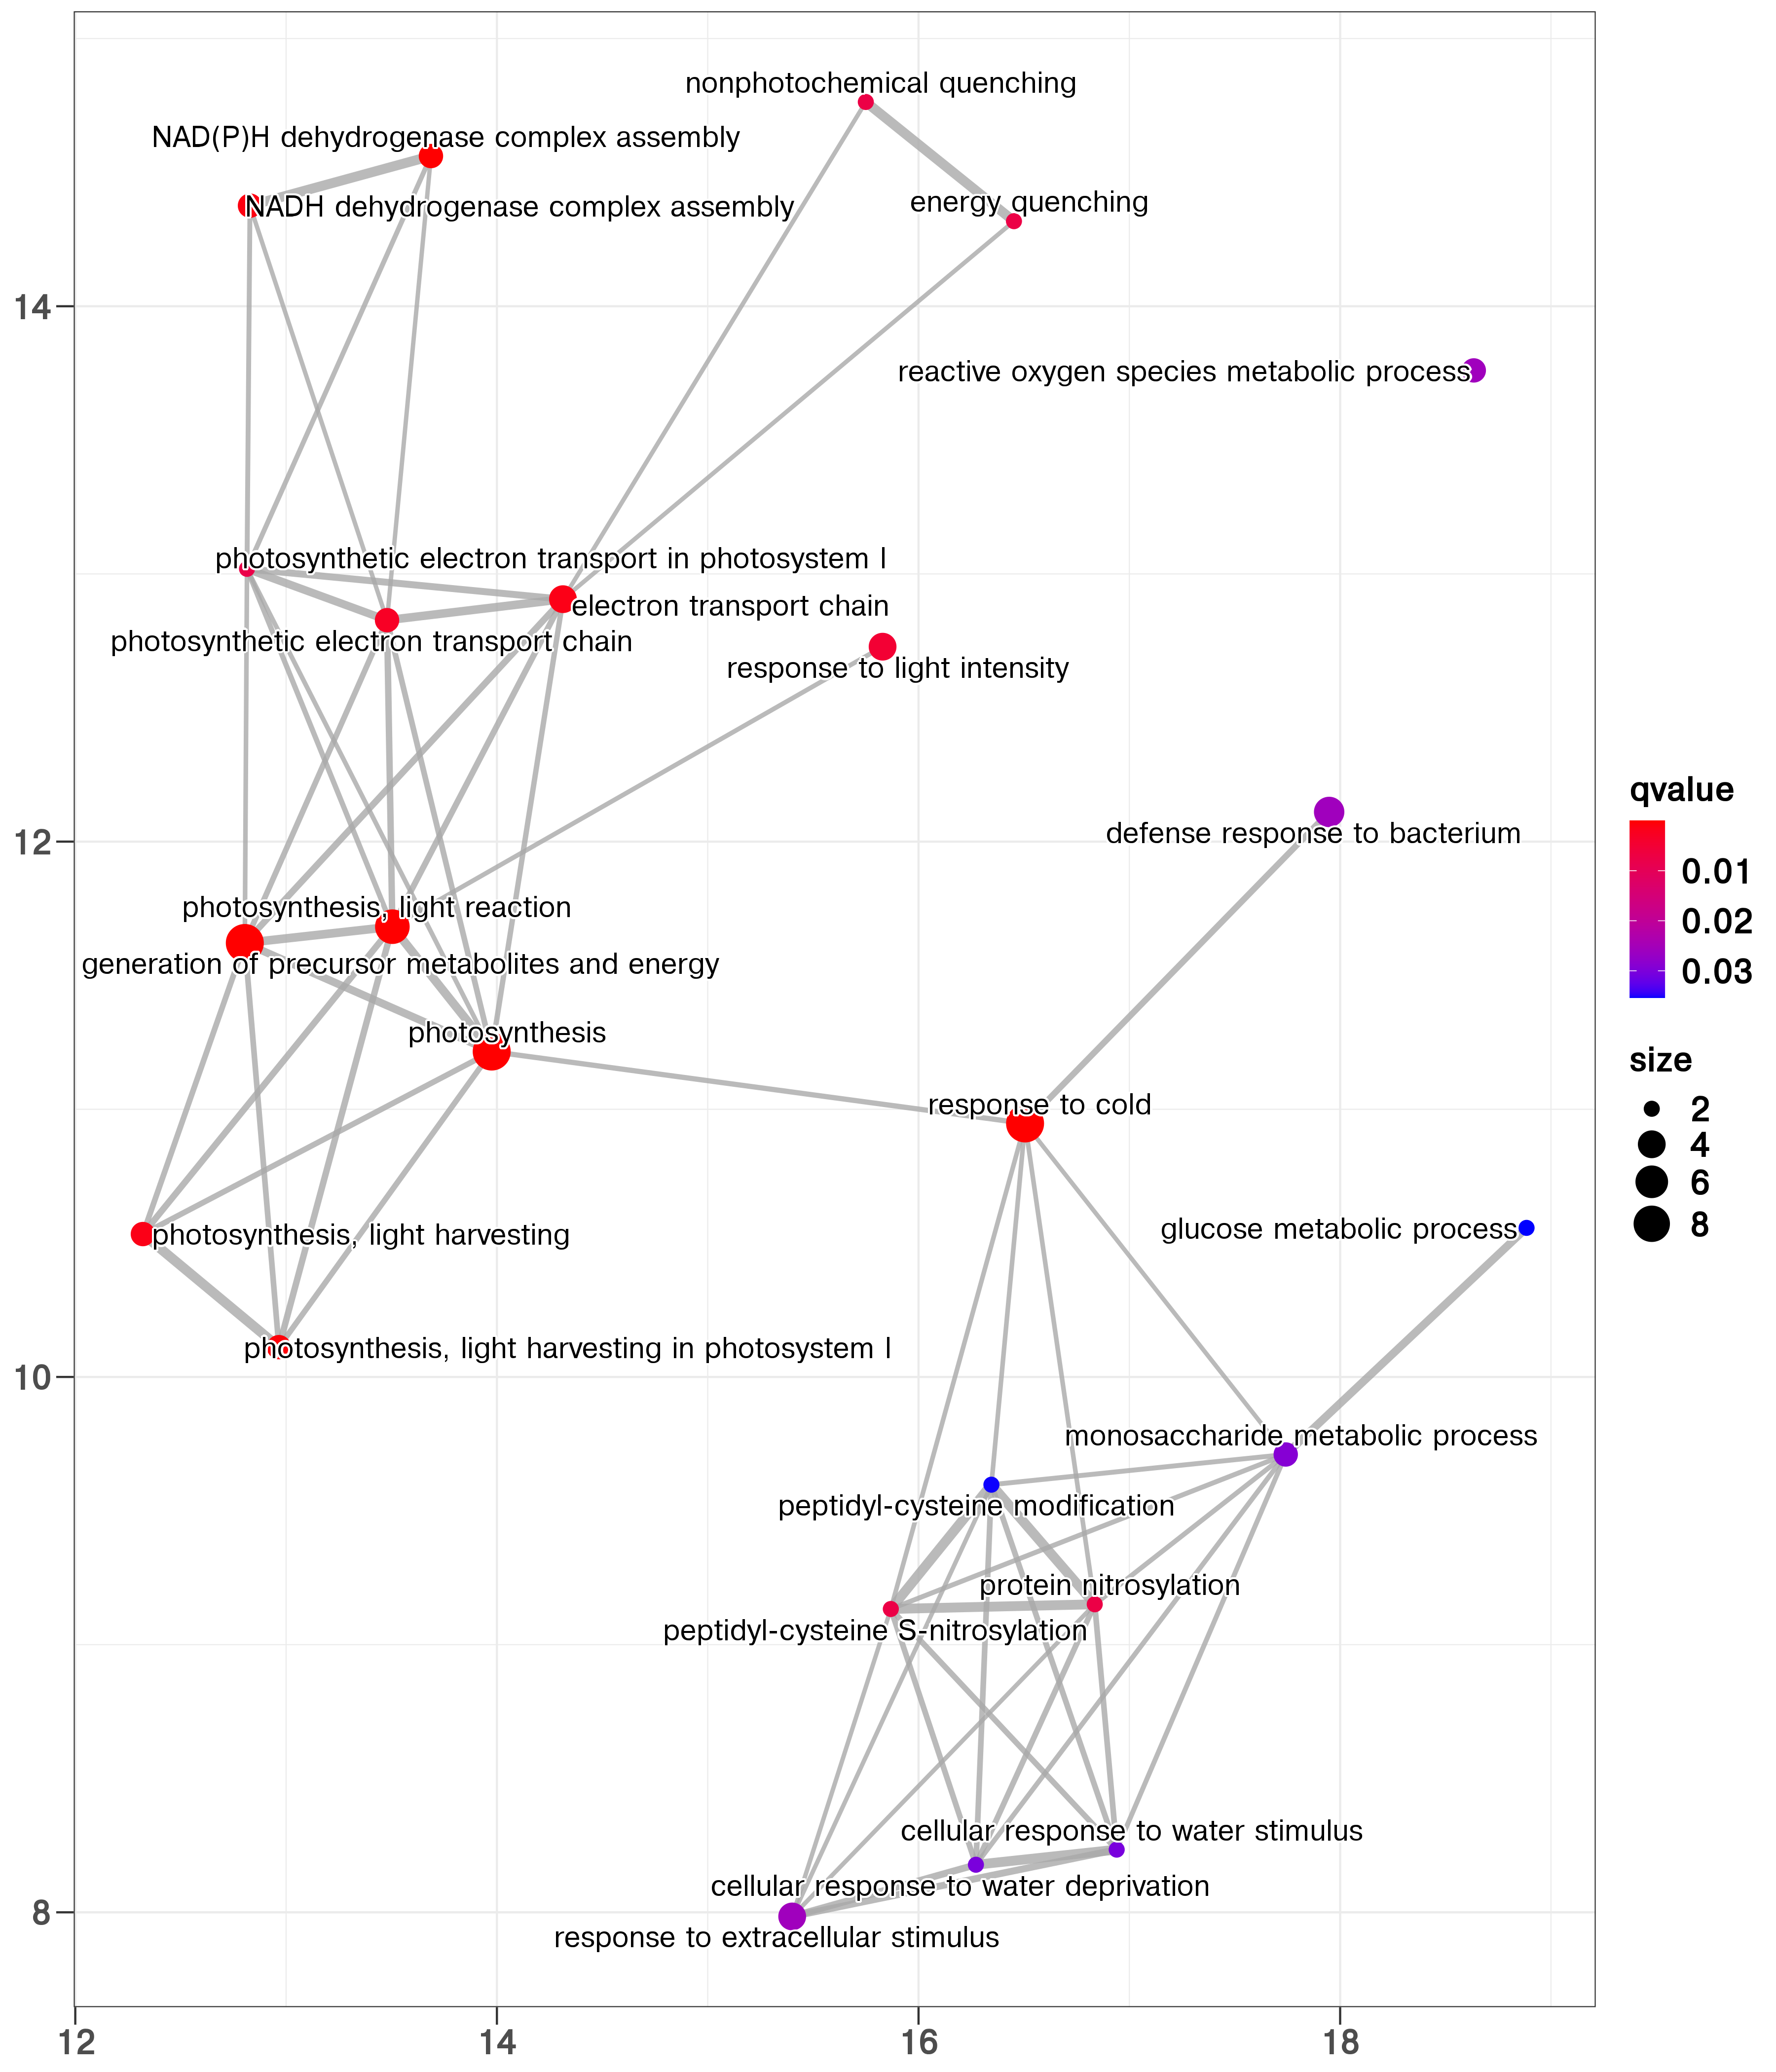 nonphotochemical quenching
NAD(P)H dehydrogenase complex assembly
energy quenching
NADH dehydrogenase complex assembly
14
reactive oxygen species metabolic process
photosynthetic electron transport in photosystem I
electron transport chain
photosynthetic electron transport chain
response to light intensity
12
defense response to bacterium
photosynthesis, light reaction
generation of precursor metabolites and energy
photosynthesis
response to cold
glucose metabolic process
photosynthesis, light harvesting
photosynthesis, light harvesting in photosystem I
10
monosaccharide metabolic process
peptidyl-cysteine modification
protein nitrosylation
peptidyl-cysteine S-nitrosylation
cellular response to water stimulus
cellular response to water deprivation
8
response to extracellular stimulus
12 14 16 18
qvalue
0.01
0.02
0.03
size
2
4
6
8